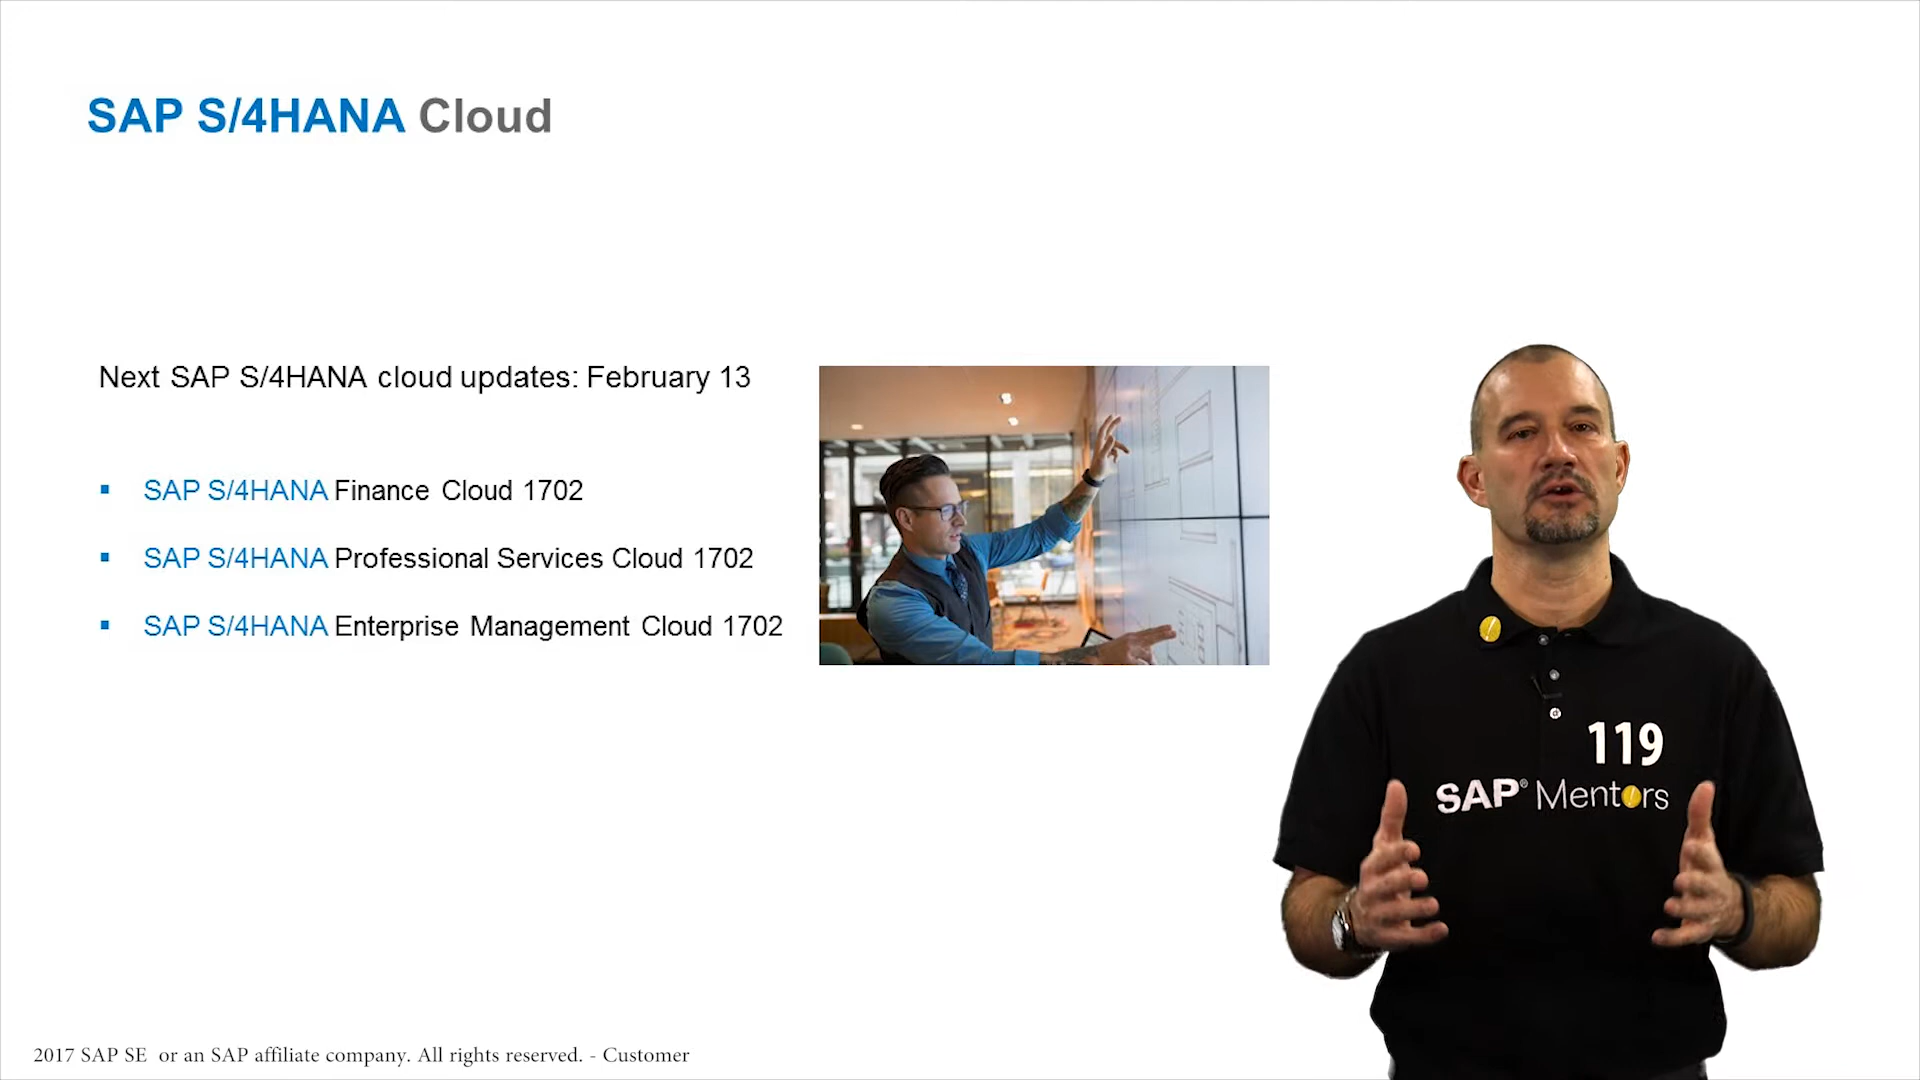 SAP S/4HANA Cloud
Next SAP S/4HANA cloud updates: February 13
▪ SAP S/4HANA Finance Cloud 1702
▪ SAP S/4HANA Professional Services Cloud 1702
▪ SAP S/4HANA Enterprise Management Cloud 1702
119
SAP® Mentors
2017 SAP SE or an SAP affiliate company. All rights reserved. - Customer